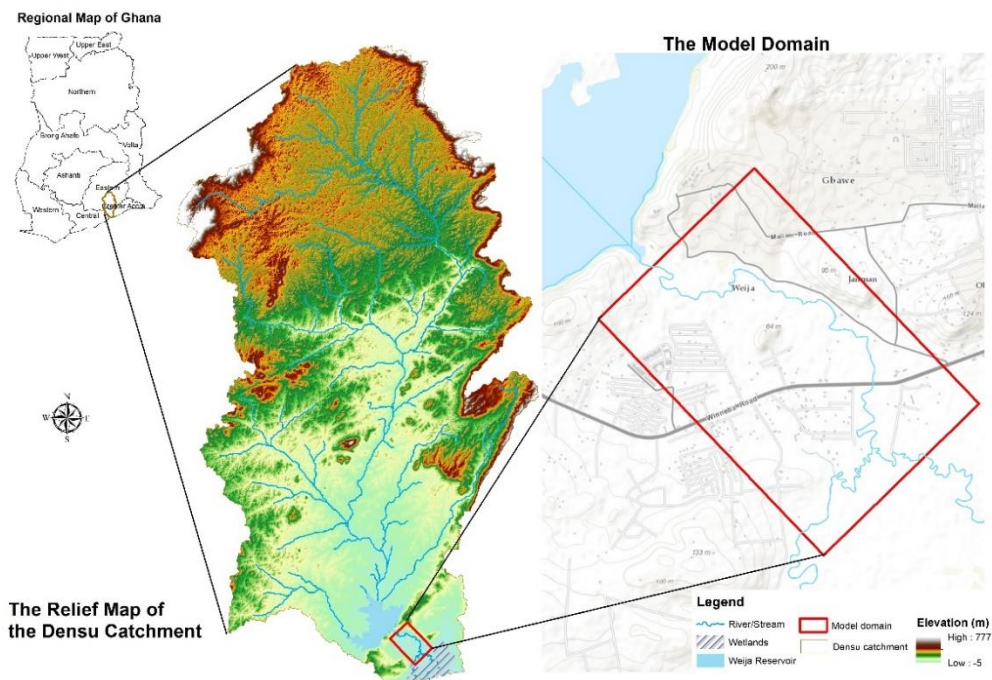 Regional Map of Ghana
Upper East
Upper West
Northern
Brong Ahafo
Volta
Ashanti
Eastern
Western
Central
Greater Accra
W
E
S
The Relief Map of
the Densu Catchment
The Model Domain
200 m
Gbawe
Mallam Road
Weija
95 m
64 m
124 m
Winneba Road
133 m
100 m
Legend
River/Stream
Wetlands
Weija Reservoir
Model domain
Densu catchment
Elevation (m)
High : 777
Low : -5